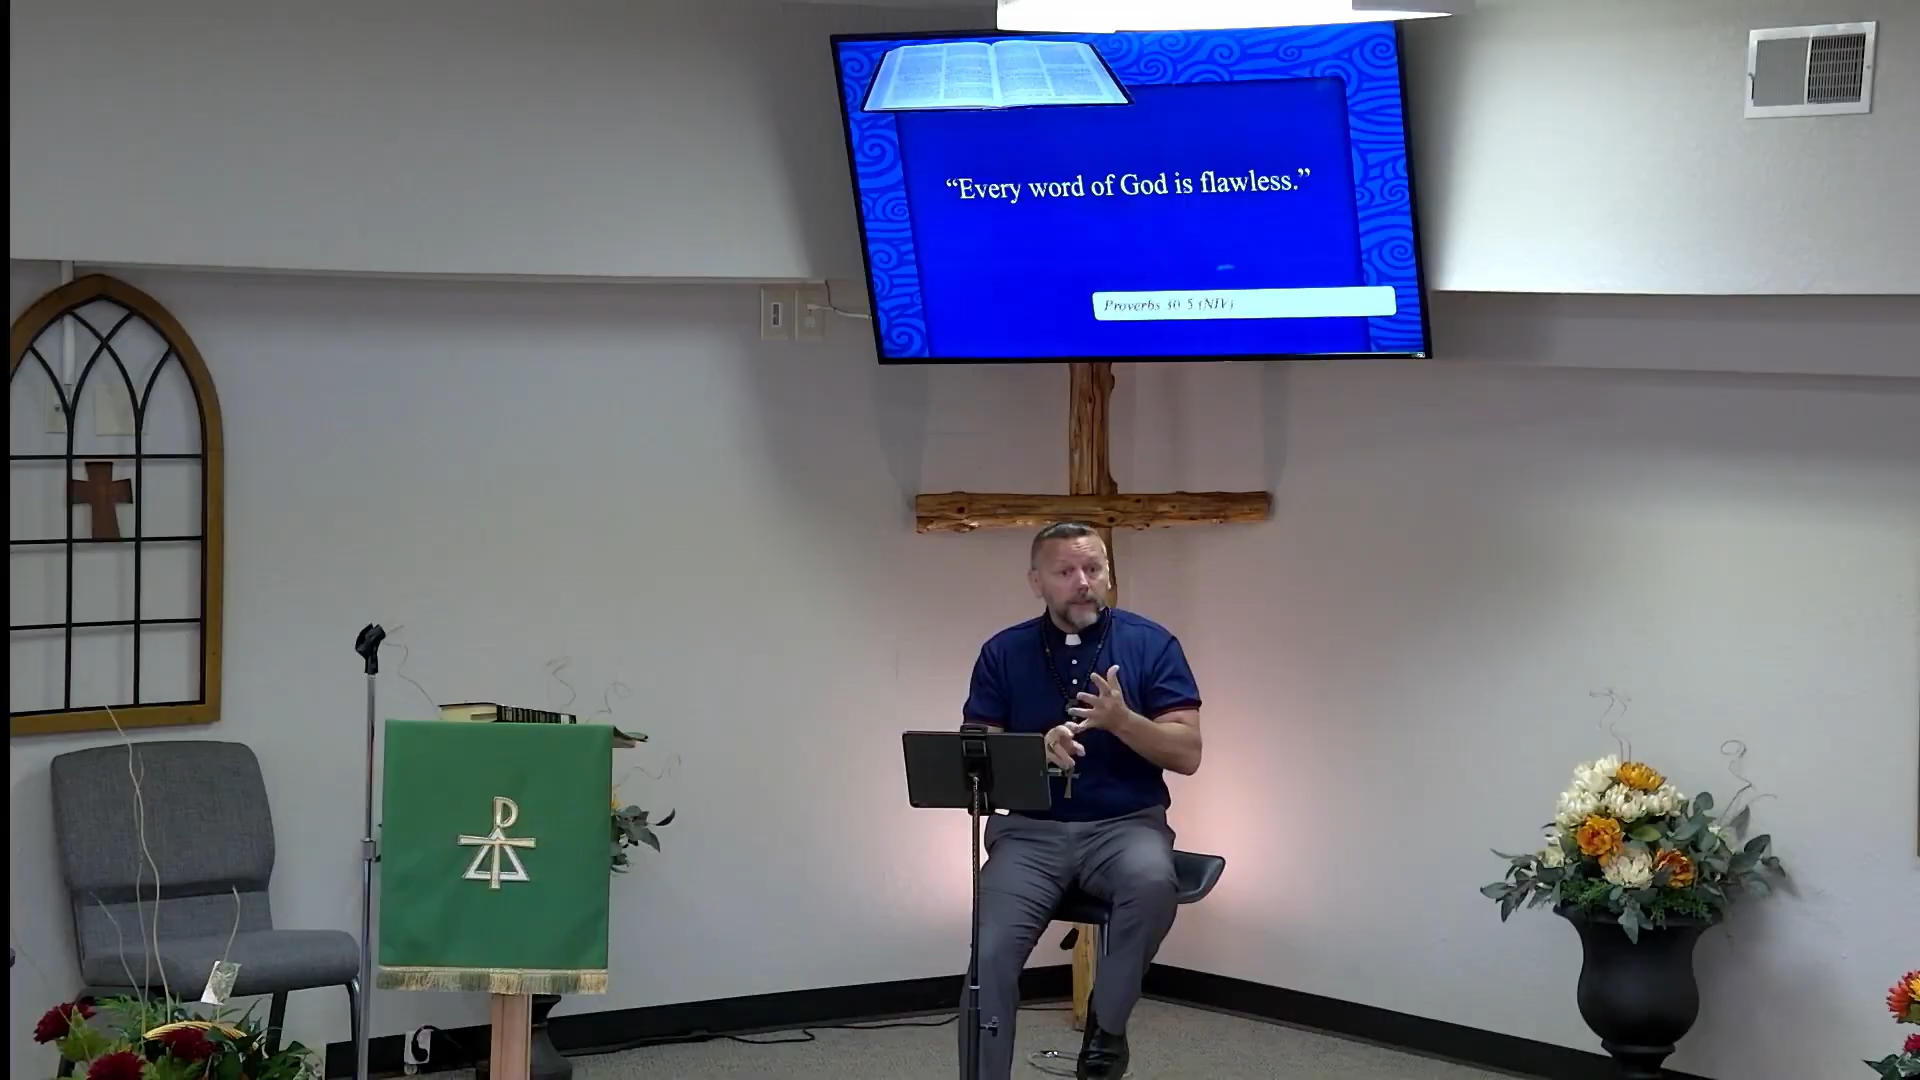 “Every word of God is flawless.”
Proverbs 30 5 (NIV)